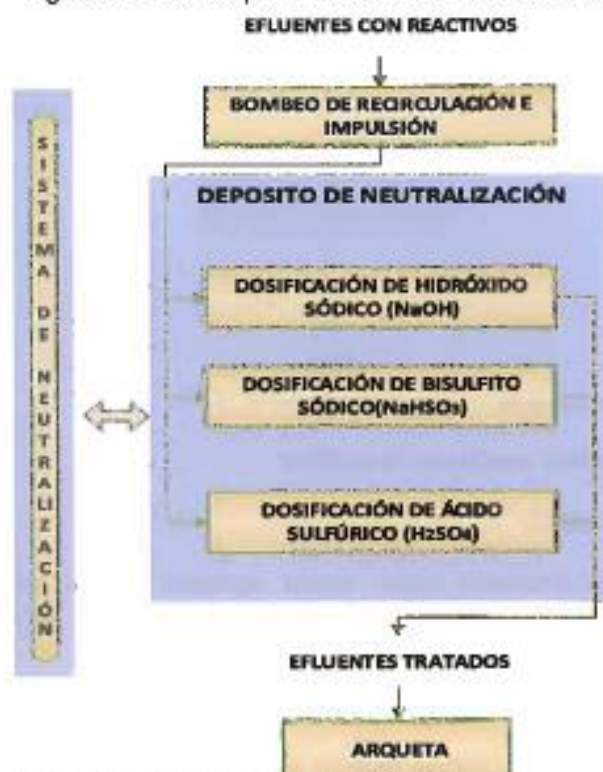 EFLUENTES CON REACTIVOS
BOMBEO DE RECIRCULACIÓN E
IMPULSIÓN
SISTEMA DE NEUTRALIZACIÓN
DEPOSITO DE NEUTRALIZACIÓN
DOSIFICACIÓN DE HIDRÓXIDO
SÓDICO (NaOH)
DOSIFICACIÓN DE BISULFITO
SÓDICO(NaHSO₃)
DOSIFICACIÓN DE ÁCIDO
SULFÚRICO (H₂SO₄)
EFLUENTES TRATADOS
ARQUETA